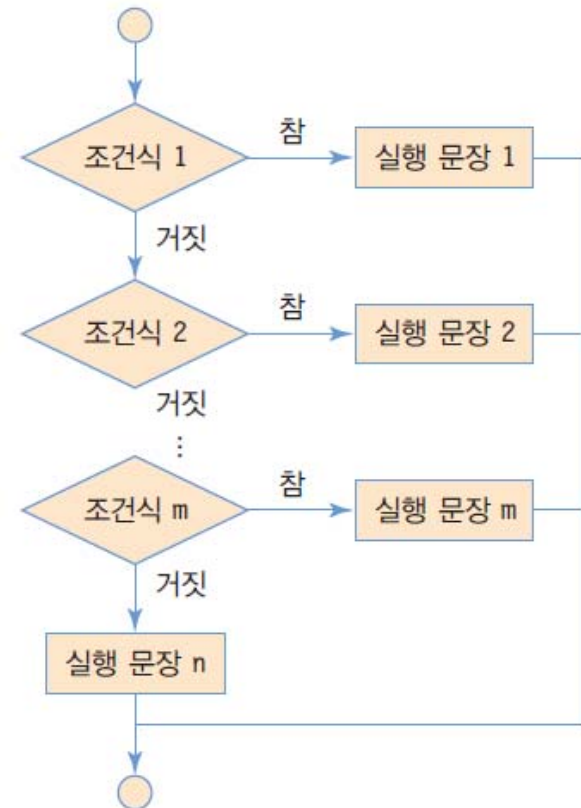 조건식 1
참
실행 문장 1
거짓
조건식 2
참
실행 문장 2
거짓
⋮
조건식 m
참
실행 문장 m
거짓
실행 문장 n